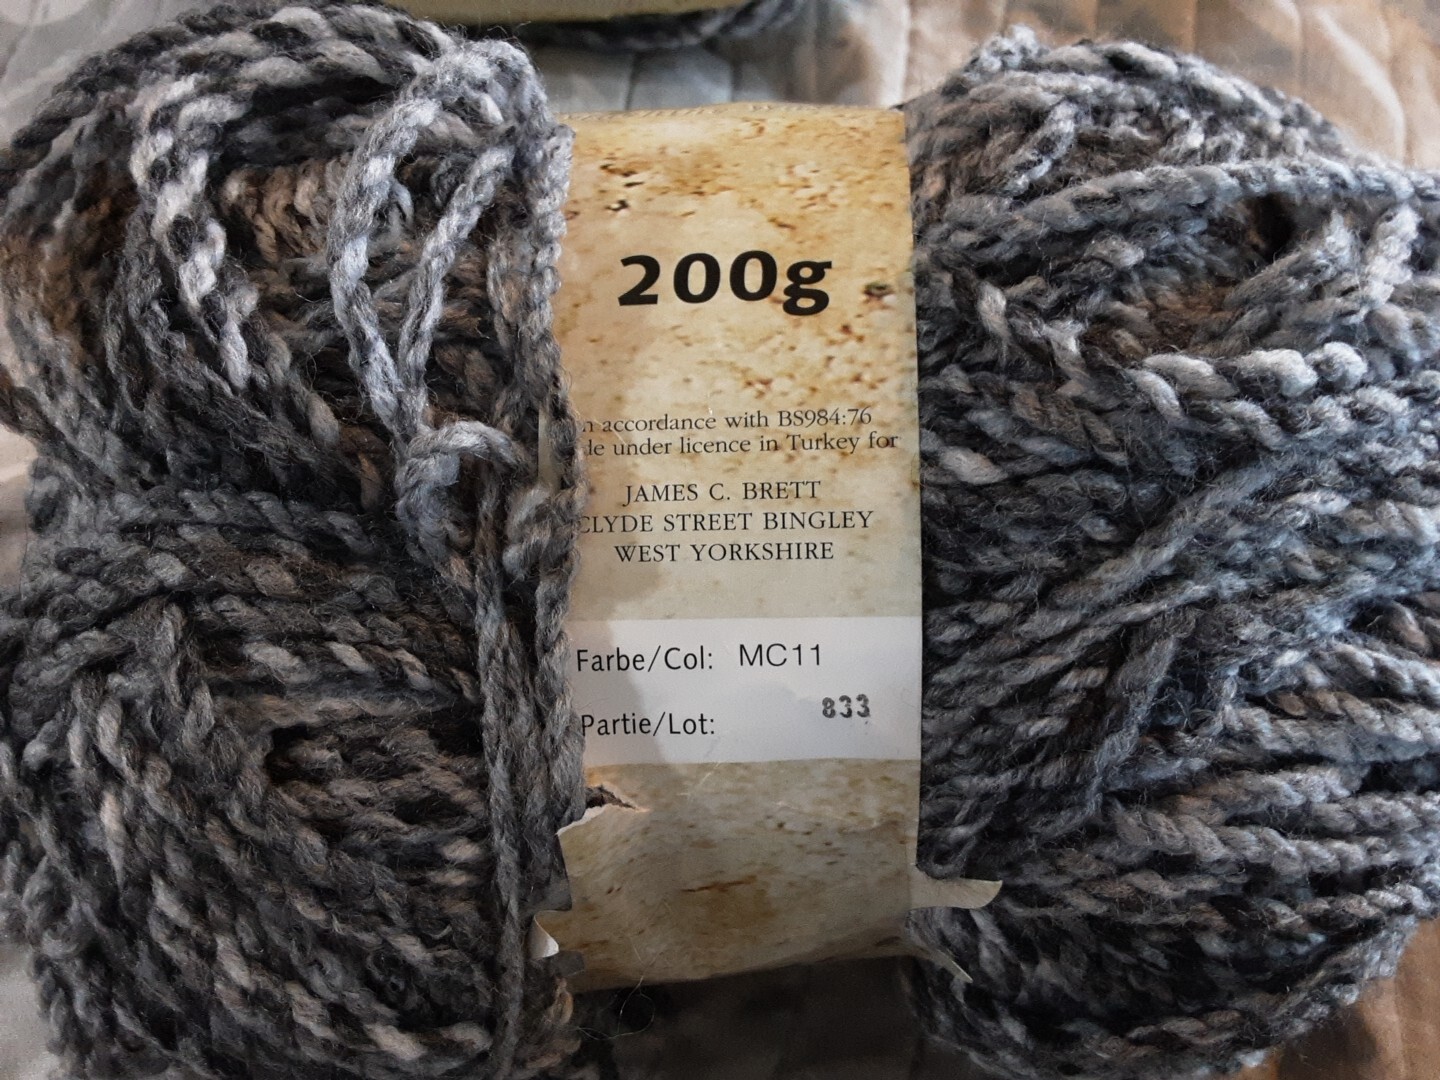 200g
accordance with BS984:76
under licence in Turkey for
JAMES C. BRETT
CLYDE STREET BINGLEY
WEST YORKSHIRE
Farbe/Col: MC11
Partie/Lot: 833